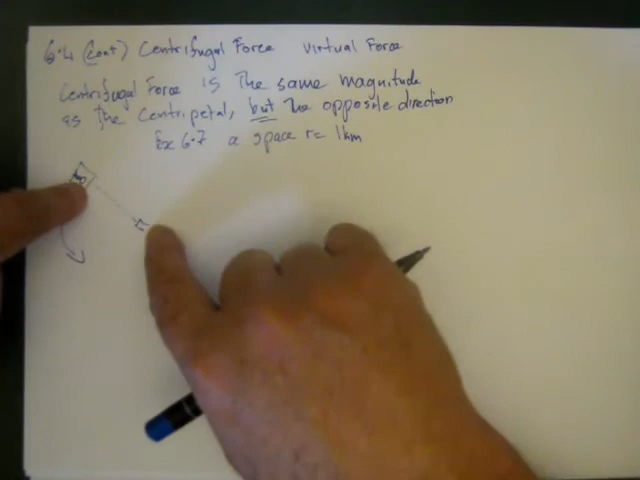 6.4 (cont) Centrifugal Force virtual Force
Centrifugal Force is the same magnitude
as the Centripetal, but the opposite direction
Ex 6.7 a space r= 1km